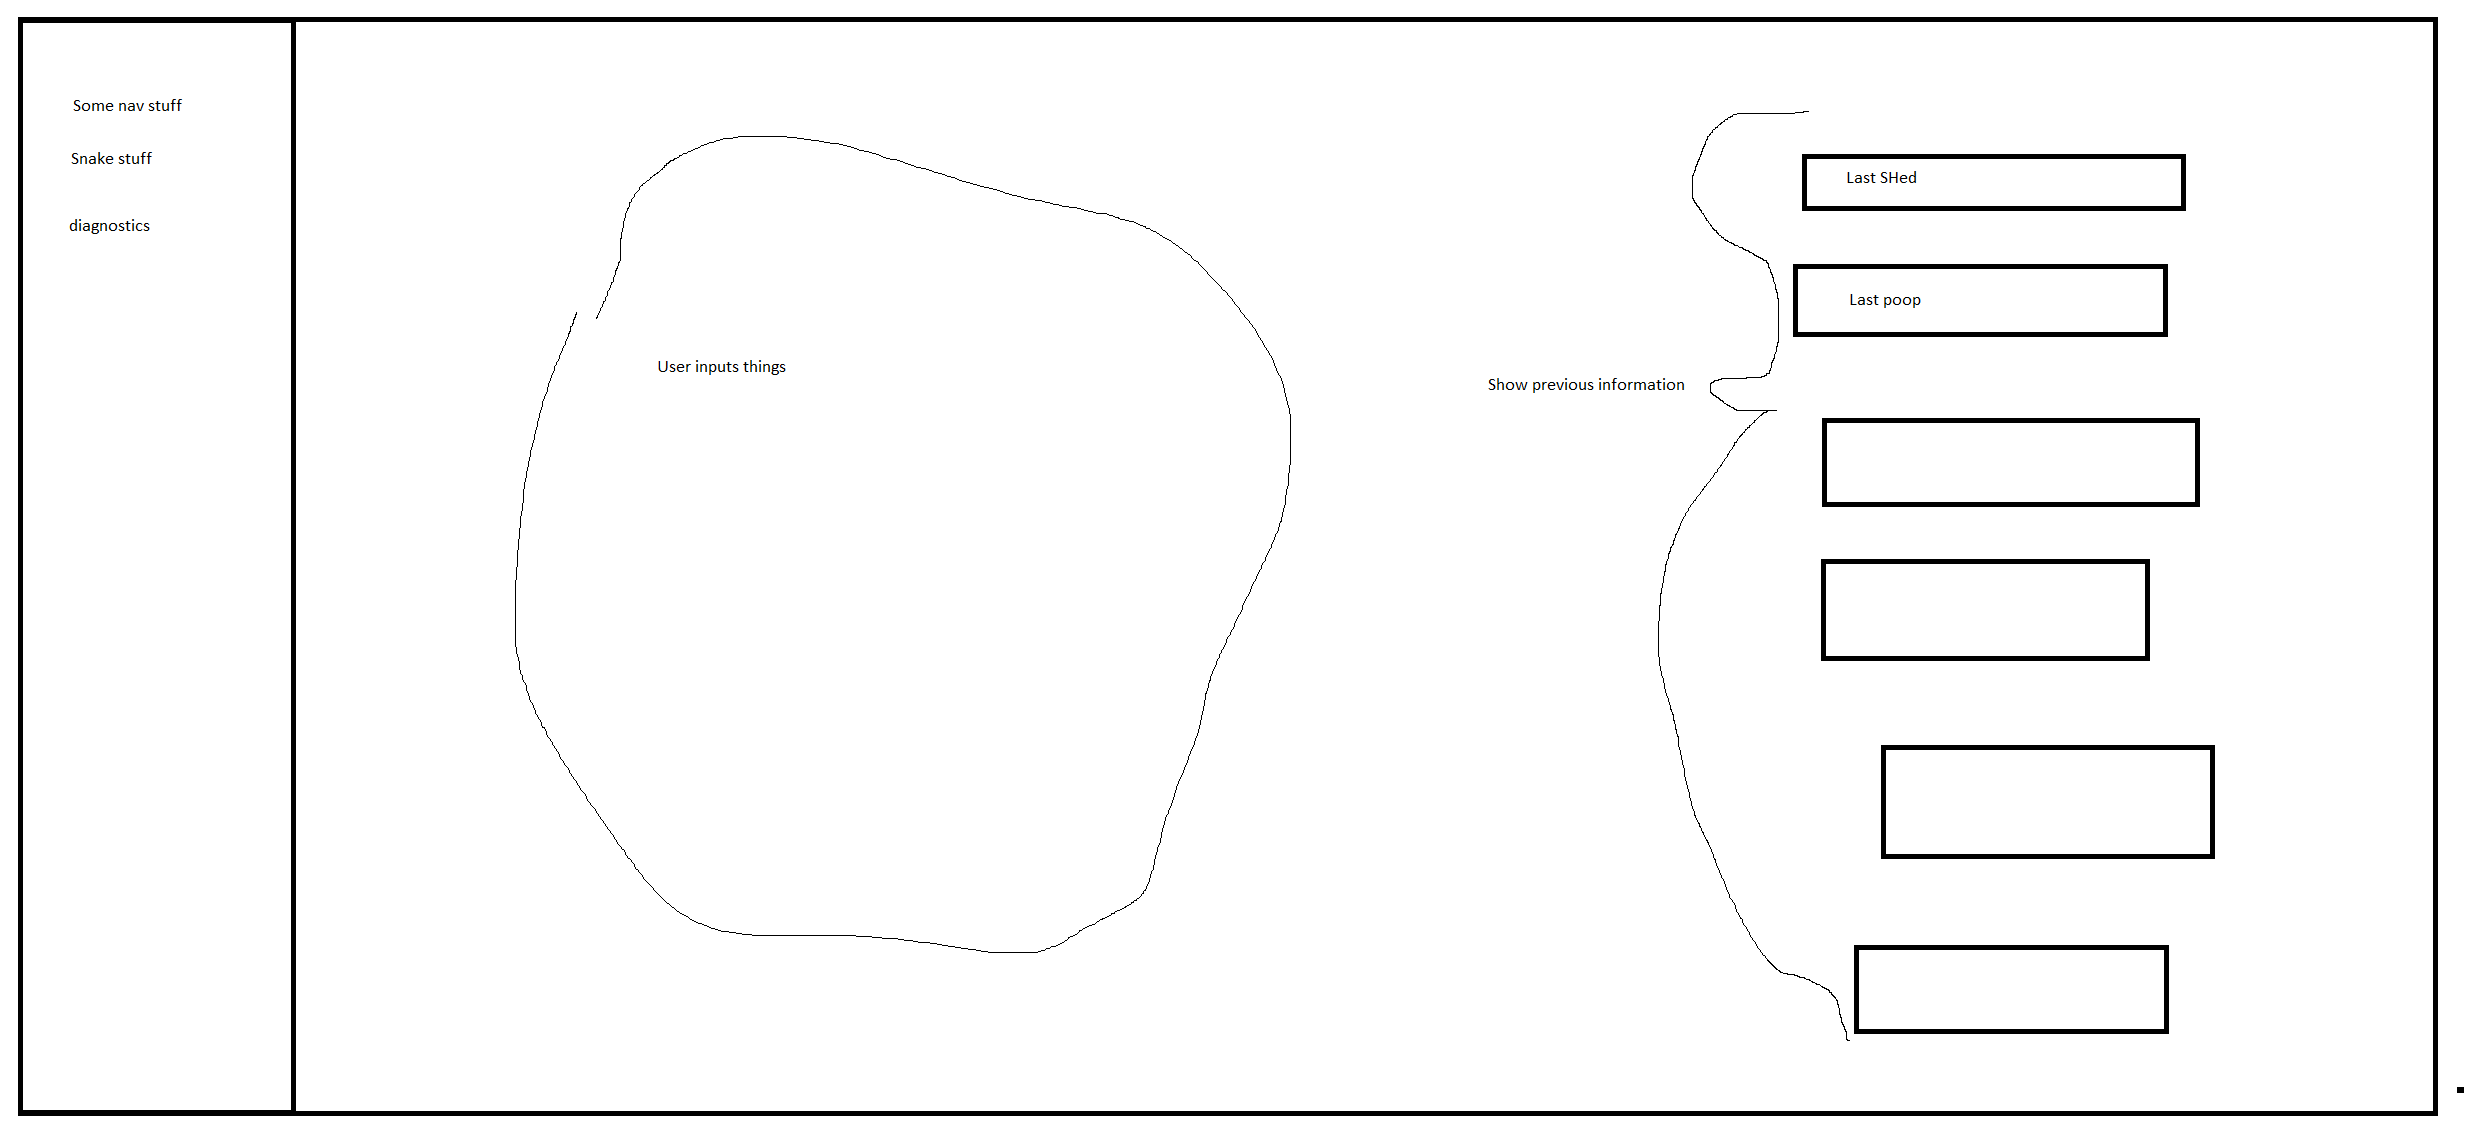 Some nav stuff
Snake stuff
diagnostics
User inputs things
Show previous information
Last SHed
Last poop